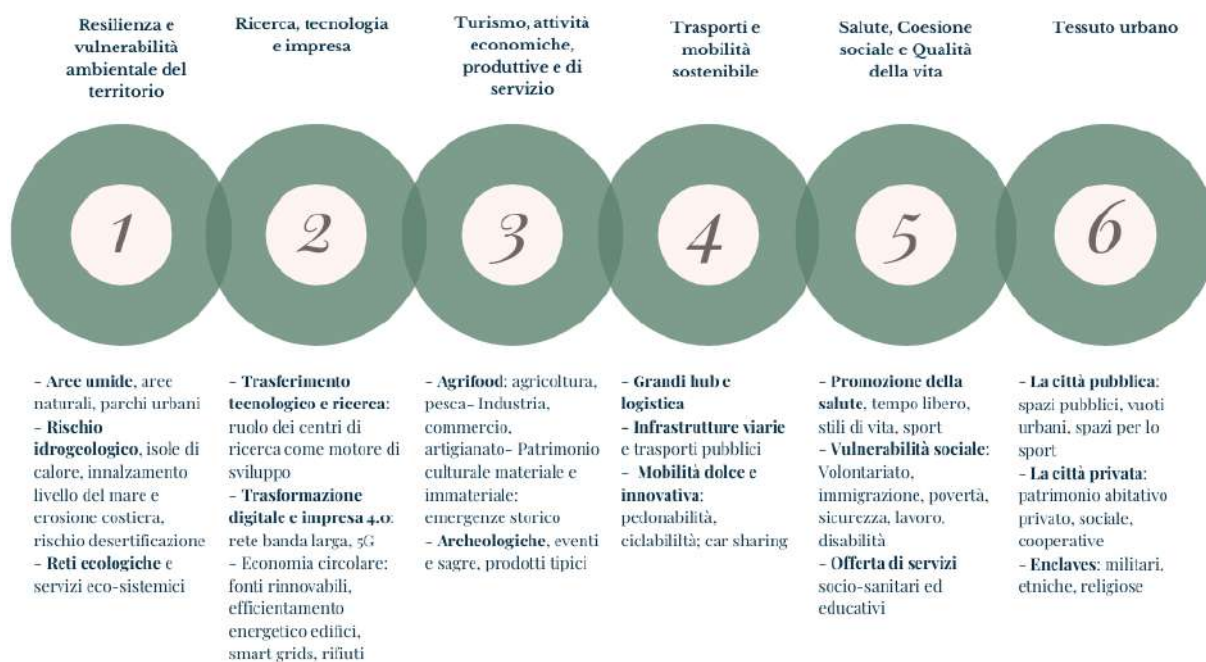 Resilienza e
vulnerabilità
ambientale del
territorio
Ricerca, tecnologia
e impresa
Turismo, attività
economiche,
produttive e di
servizio
Trasporti e
mobilità
sostenibile
Salute, Coesione
sociale e Qualità
della vita
Tessuto urbano
1
2
3
4
5
6
- Aree umide, aree
naturali, parchi urbani
- Rischio
idrogeologico, isole di
calore, innalzamento
livello del mare e
erosione costiera,
rischio desertificazione
- Reti ecologiche e
servizi eco-sistemici
- Trasferimento
tecnologico e ricerca:
ruolo dei centri di
ricerca come motore di
sviluppo
- Trasformazione
digitale e impresa 4.0:
rete banda larga, 5G
- Economia circolare:
fonti rinnovabili,
efficientamento
energetico edifici,
smart grids, rifiuti
- Agrifood: agricoltura,
pesca- Industria,
commercio,
artigianato- Patrimonio
culturale materiale e
immateriale:
emergenze storico
- Archeologiche, eventi
e sagre, prodotti tipici
- Grandi hub e
logistica
- Infrastrutture viarie
e trasporti pubblici
- Mobilità dolce e
innovativa:
pedonabilità,
ciclabililtà; car sharing
- Promozione della
salute, tempo libero,
stili di vita, sport
- Vulnerabilità sociale:
Volontariato,
immigrazione, povertà,
sicurezza, lavoro,
disabilità
- Offerta di servizi
socio-sanitari ed
educativi
- La città pubblica:
spazi pubblici, vuoti
urbani, spazi per lo
sport
- La città privata:
patrimonio abitativo
privato, sociale,
cooperative
- Enclaves: militari,
etniche, religiose